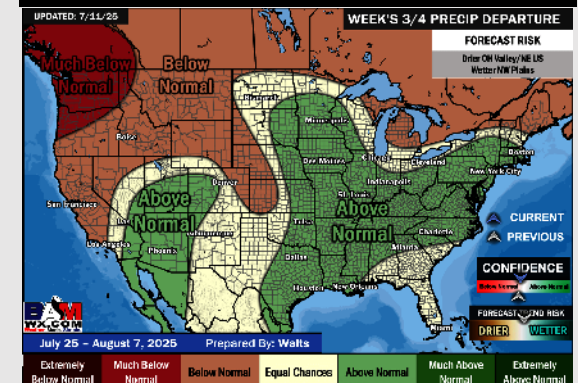 UPDATED: 7/11/25
WEEK'S 3/4 PRECIP DEPARTURE
FORECAST RISK
Drier OH Valley/NE US
Wetter NW Plains
Much Below
Normal
Below
Normal
Bismarck
Minneapolis
Boise
Des Moines
Chicago
Cleveland
Boston
New York City
Indianapolis
San Francisco
Denver
St. Louis
Above
Normal
Above
Normal
Las
Albuquerque
Tulsa
Charlotte
Los Angeles
Phoenix
Atlanta
Dallas
Houston
New Orleans
Miami
CURRENT
PREVIOUS
CONFIDENCE
Below Normal
Above Normal
FORECAST TREND RISK
DRIER
WETTER
BAM
WX.COM
July 25 – August 7, 2025
Prepared By: Walts
Extremely
Below Normal
Much Below
Normal
Below Normal
Equal Chances
Above Normal
Much Above
Normal
Extremely
Above Normal